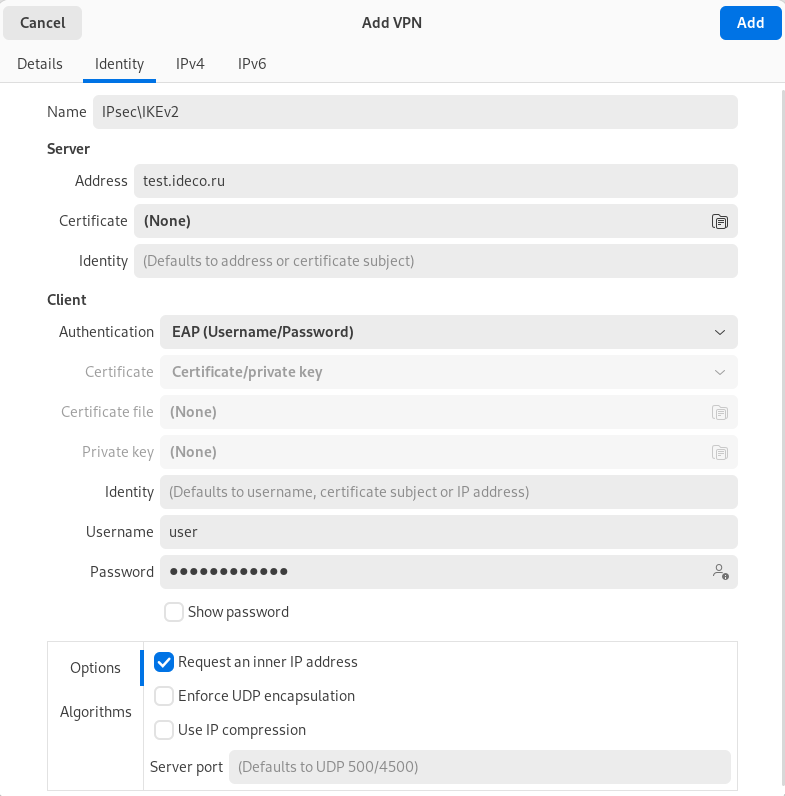 Cancel Add VPN Add
Details Identity IPv4 IPv6
Name IPsec\IKEv2
Server
Address test.ideco.ru
Certificate (None)
Identity (Defaults to address or certificate subject)
Client
Authentication EAP (Username/Password)
Certificate Certificate/private key
Certificate file (None)
Private key (None)
Identity (Defaults to username, certificate subject or IP address)
Username user
Password ●●●●●●●●●●●●
Show password
Options Request an inner IP address
Enforce UDP encapsulation
Algorithms
Use IP compression
Server port (Defaults to UDP 500/4500)